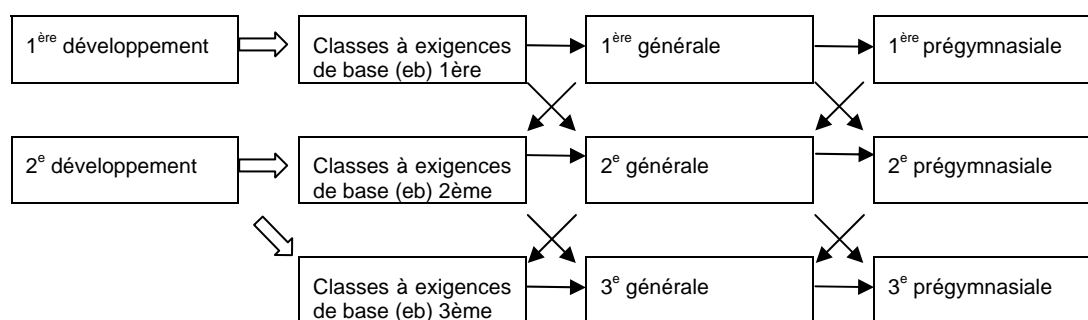 1ère développement
Classes à exigences
de base (eb) 1ère
1ère générale
1ère prégymnasiale
2e développement
Classes à exigences
de base (eb) 2ème
2e générale
2e prégymnasiale
Classes à exigences
de base (eb) 3ème
3e générale
3e prégymnasiale